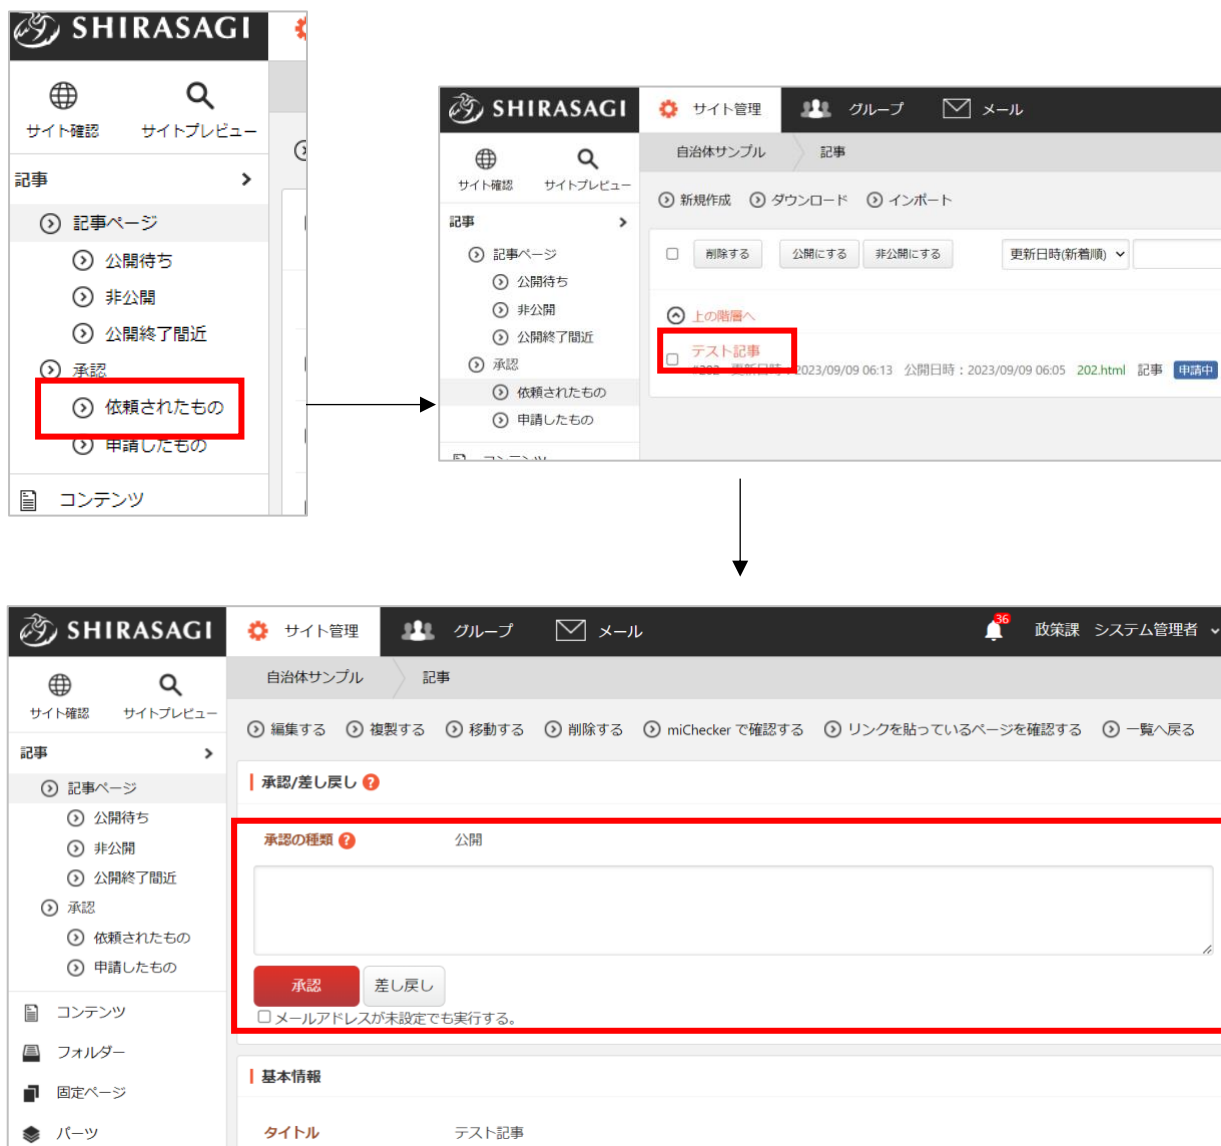 SHIRASAGI
サイト確認 サイトプレビュー
記事
記事ページ
公開待ち
非公開
公開終了間近
承認
依頼されたもの
申請したもの
コンテンツ
SHIRASAGI サイト管理 グループ メール
サイト確認 サイトプレビュー
自治体サンプル 記事
新規作成 ダウンロード インポート
記事
記事ページ
公開待ち
非公開
公開終了間近
承認
依頼されたもの
申請したもの
コンテンツ
削除する 公開にする 非公開にする 更新日時(新着順)
上の階層へ
テスト記事
#202 更新日時:2023/09/09 06:13 公開日時:2023/09/09 06:05 202.html 記事 申請中
SHIRASAGI サイト管理 グループ メール 36 政策課 システム管理者
サイト確認 サイトプレビュー
自治体サンプル 記事
編集する 複製する 移動する 削除する miChecker で確認する リンクを貼っているページを確認する 一覧へ戻る
記事
記事ページ
公開待ち
非公開
公開終了間近
承認
依頼されたもの
申請したもの
コンテンツ
フォルダー
固定ページ
パーツ
承認/差し戻し ?
承認の種類 ? 公開
承認 差し戻し
メールアドレスが未設定でも実行する。
基本情報
タイトル テスト記事